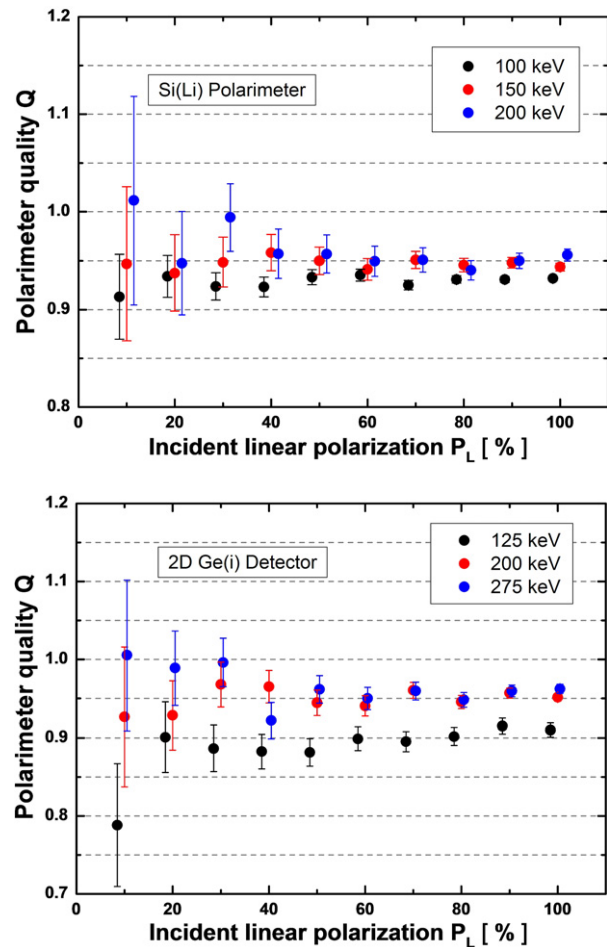 1.2
1.1
1.0
0.9
0.8
Polarimeter quality Q
Si(Li) Polarimeter
100 keV
150 keV
200 keV
0 20 40 60 80 100
Incident linear polarization P_L [ % ]
1.2
1.1
1.0
0.9
0.8
0.7
Polarimeter quality Q
2D Ge(i) Detector
125 keV
200 keV
275 keV
0 20 40 60 80 100
Incident linear polarization P_L [ % ]